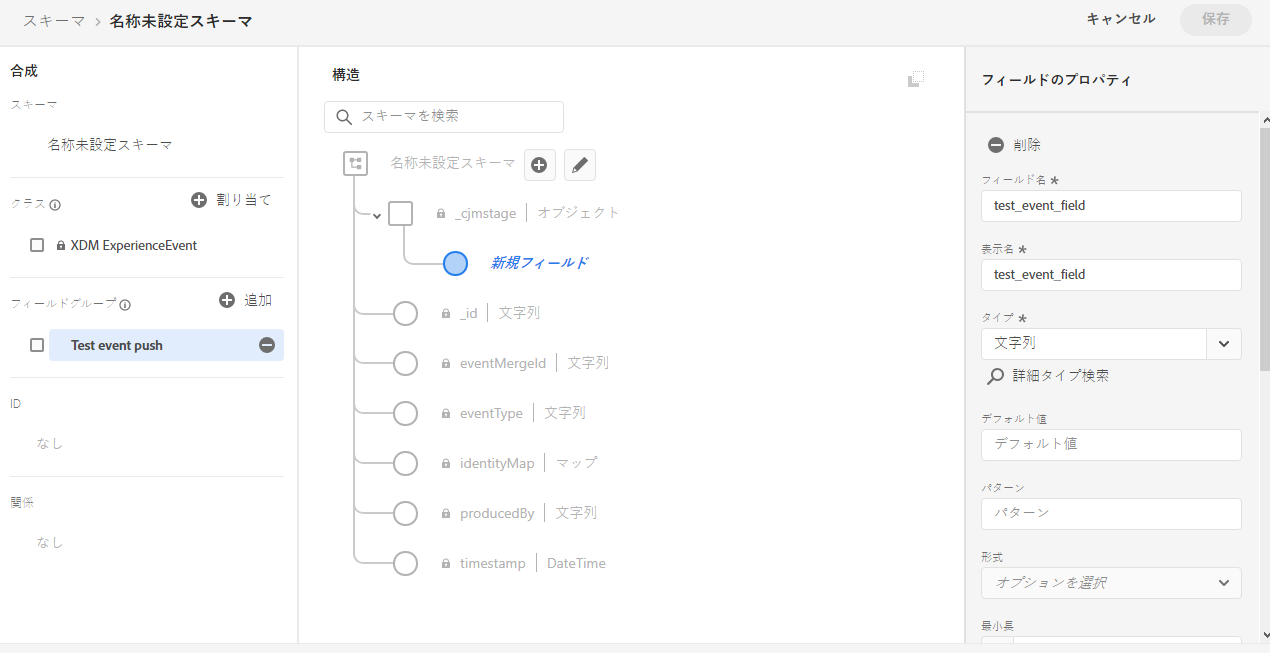 スキーマ > 名称未設定スキーマ
キャンセル
保存
合成
スキーマ
名称未設定スキーマ
クラス
割り当て
XDM ExperienceEvent
フィールドグループ
追加
Test event push
ID
なし
関係
なし
構造
スキーマを検索
名称未設定スキーマ
_cjmstage | オブジェクト
新規フィールド
_id | 文字列
eventMergeId | 文字列
eventType | 文字列
identityMap | マップ
producedBy | 文字列
timestamp | DateTime
フィールドのプロパティ
削除
フィールド名 *
test_event_field
表示名 *
test_event_field
タイプ *
文字列
詳細タイプ検索
デフォルト値
デフォルト値
パターン
パターン
形式
オプションを選択
最小長